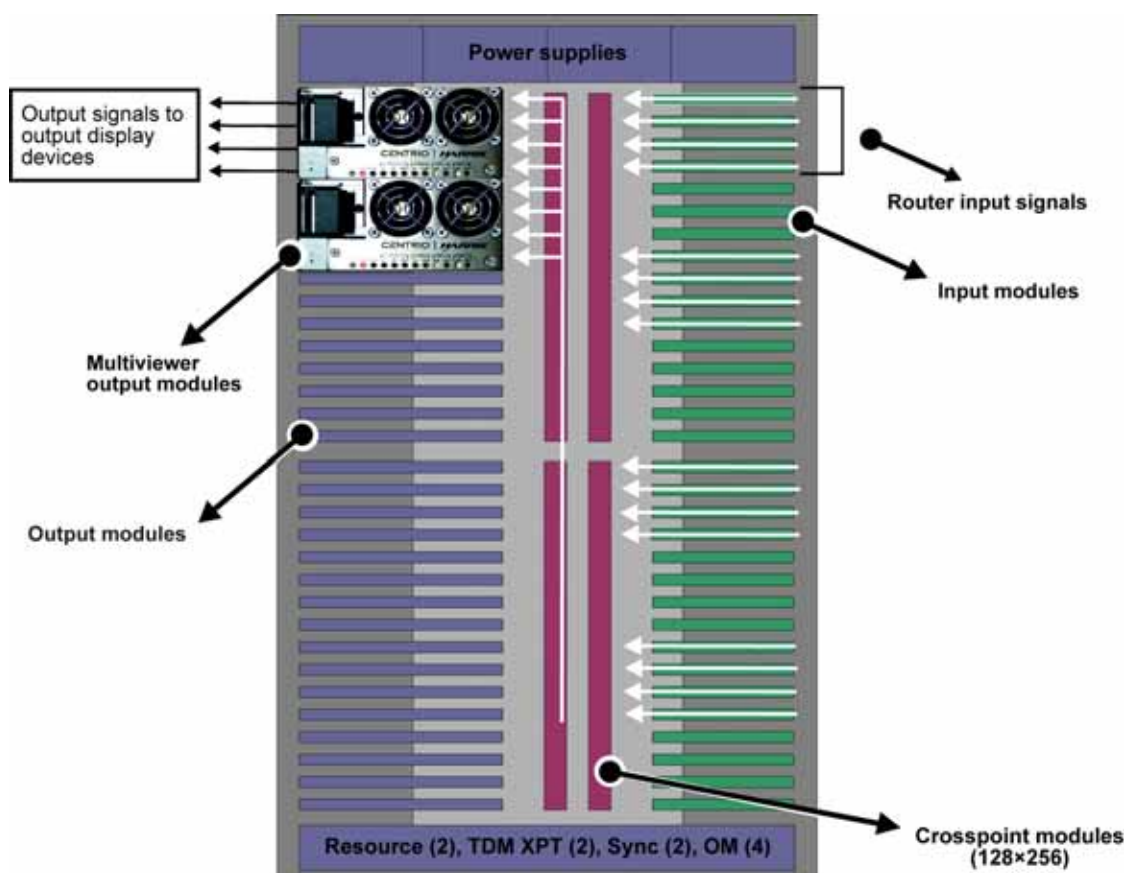 Power supplies
Output signals to
output display
devices
CENTRIO | HARRIS
CENTRIO | HARRIS
Router input signals
Input modules
Multiviewer
output modules
Output modules
Resource (2), TDM XPT (2), Sync (2), OM (4)
Crosspoint modules
(128×256)